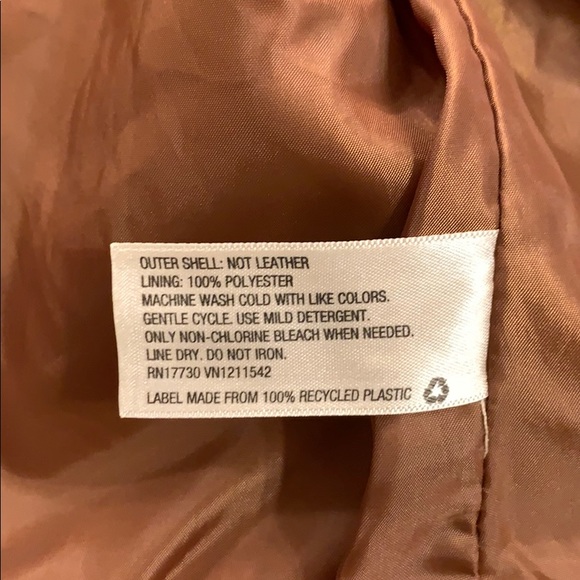 OUTER SHELL: NOT LEATHER
LINING: 100% POLYESTER
MACHINE WASH COLD WITH LIKE COLORS.
GENTLE CYCLE. USE MILD DETERGENT.
ONLY NON-CHLORINE BLEACH WHEN NEEDED.
LINE DRY. DO NOT IRON.
RN17730 VN1211542
LABEL MADE FROM 100% RECYCLED PLASTIC